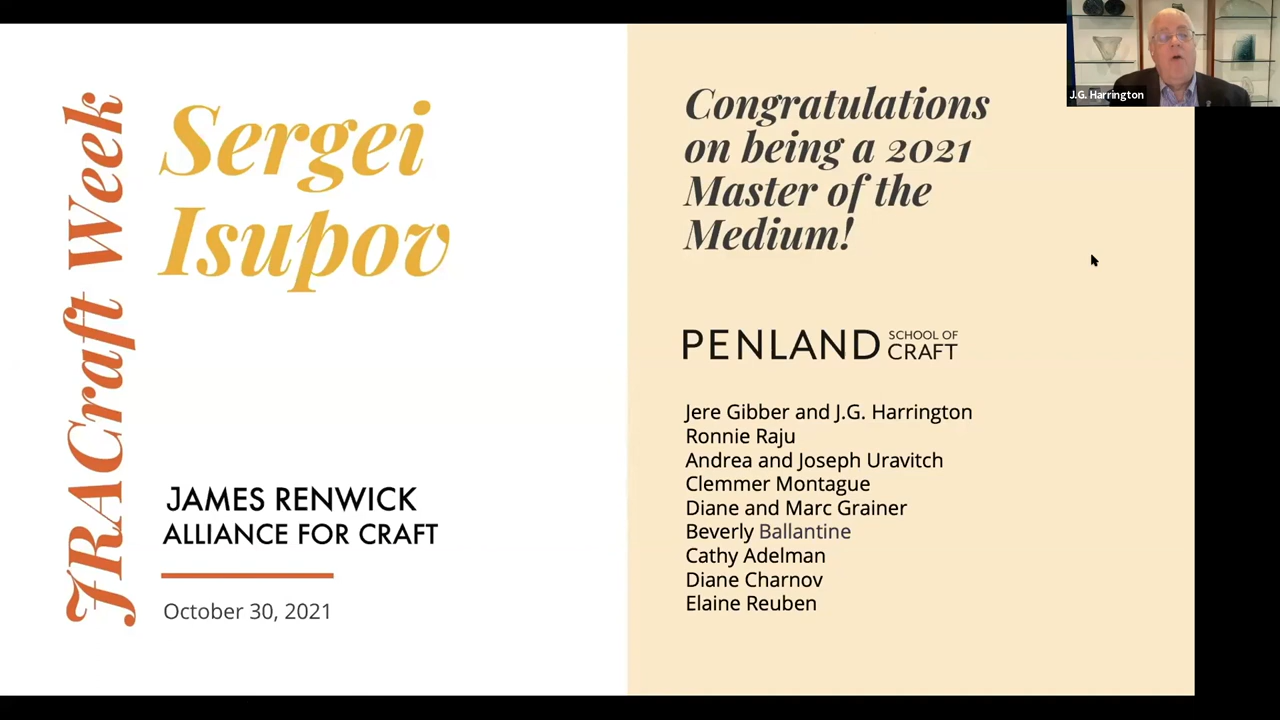 JRACraft Week
Sergei
Isupov
JAMES RENWICK
ALLIANCE FOR CRAFT
October 30, 2021
Congratulations
on being a 2021
Master of the
Medium!
PENLAND SCHOOL OF
CRAFT
Jere Gibber and J.G. Harrington
Ronnie Raju
Andrea and Joseph Uravitch
Clemmer Montague
Diane and Marc Grainer
Beverly Ballantine
Cathy Adelman
Diane Charnov
Elaine Reuben
J.G. Harrington